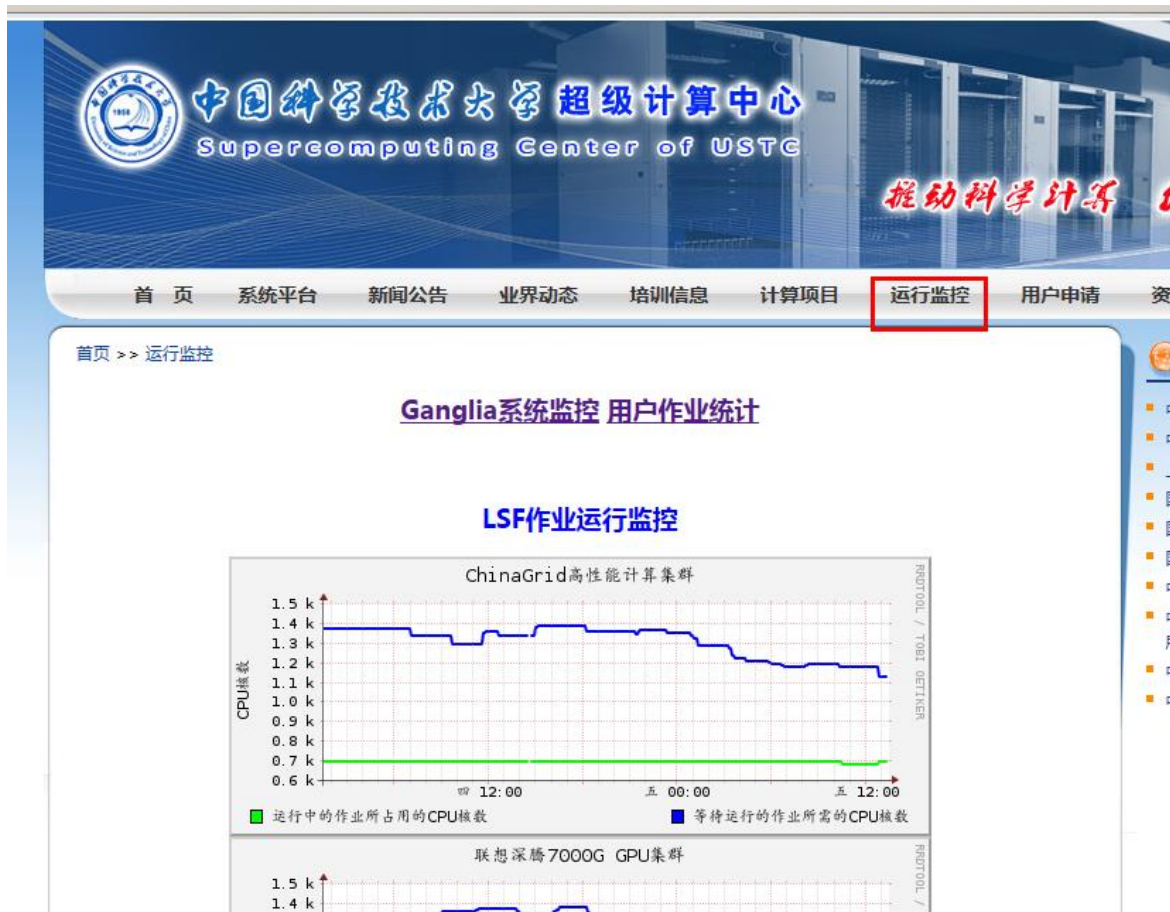 中国科学技术大学 超级计算中心
Supercomputing Center of USTC
1958
推动科学计算
首 页 系统平台 新闻公告 业界动态 培训信息 计算项目 运行监控 用户申请 资
首页 >> 运行监控
Ganglia系统监控 用户作业统计
LSF作业运行监控
ChinaGrid高性能计算集群
RRDTOOL / TOBI OETIKER
CPU核数
1.5 k
1.4 k
1.3 k
1.2 k
1.1 k
1.0 k
0.9 k
0.8 k
0.7 k
0.6 k
四 12:00 五 00:00 五 12:00
运行中的作业所占用的CPU核数 等待运行的作业所需的CPU核数
联想深腾7000G GPU集群
RRDTOOL /
1.5 k
1.4 k